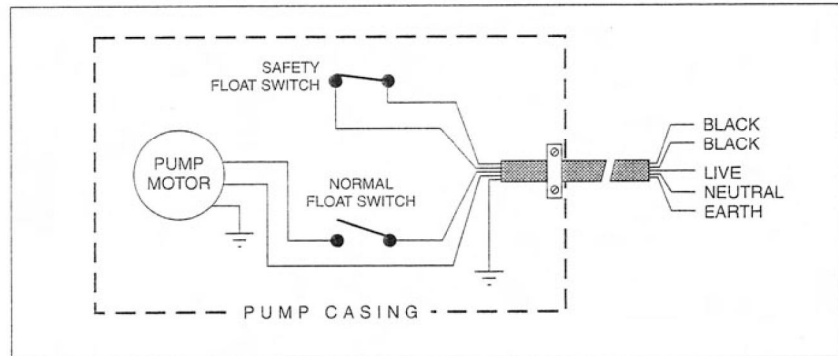 SAFETY
FLOAT SWITCH
PUMP
MOTOR
NORMAL
FLOAT SWITCH
BLACK
BLACK
LIVE
NEUTRAL
EARTH
PUMP CASING